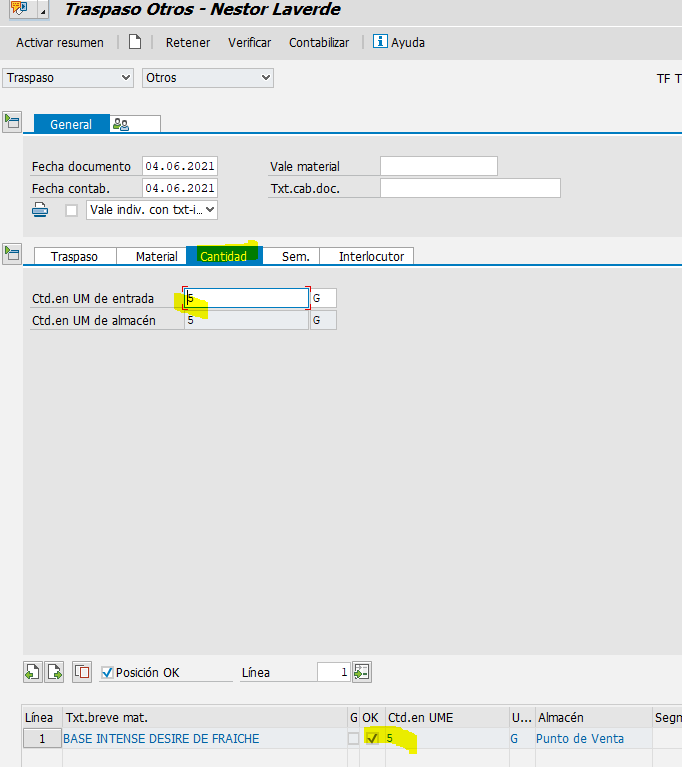 Traspaso Otros - Nestor Laverde
Activar resumen Retener Verificar Contabilizar Ayuda
Traspaso Otros TF T
General
Fecha documento 04.06.2021 Vale material
Fecha contab. 04.06.2021 Txt.cab.doc.
Vale indiv. con txt-i...
Traspaso Material Cantidad Sem. Interlocutor
Ctd.en UM de entrada 5 G
Ctd.en UM de almacén 5 G
Posición OK Línea 1
Línea Txt.breve mat. G OK Ctd.en UME U... Almacén Segn
1 BASE INTENSE DESIRE DE FRAICHE 5 G Punto de Venta